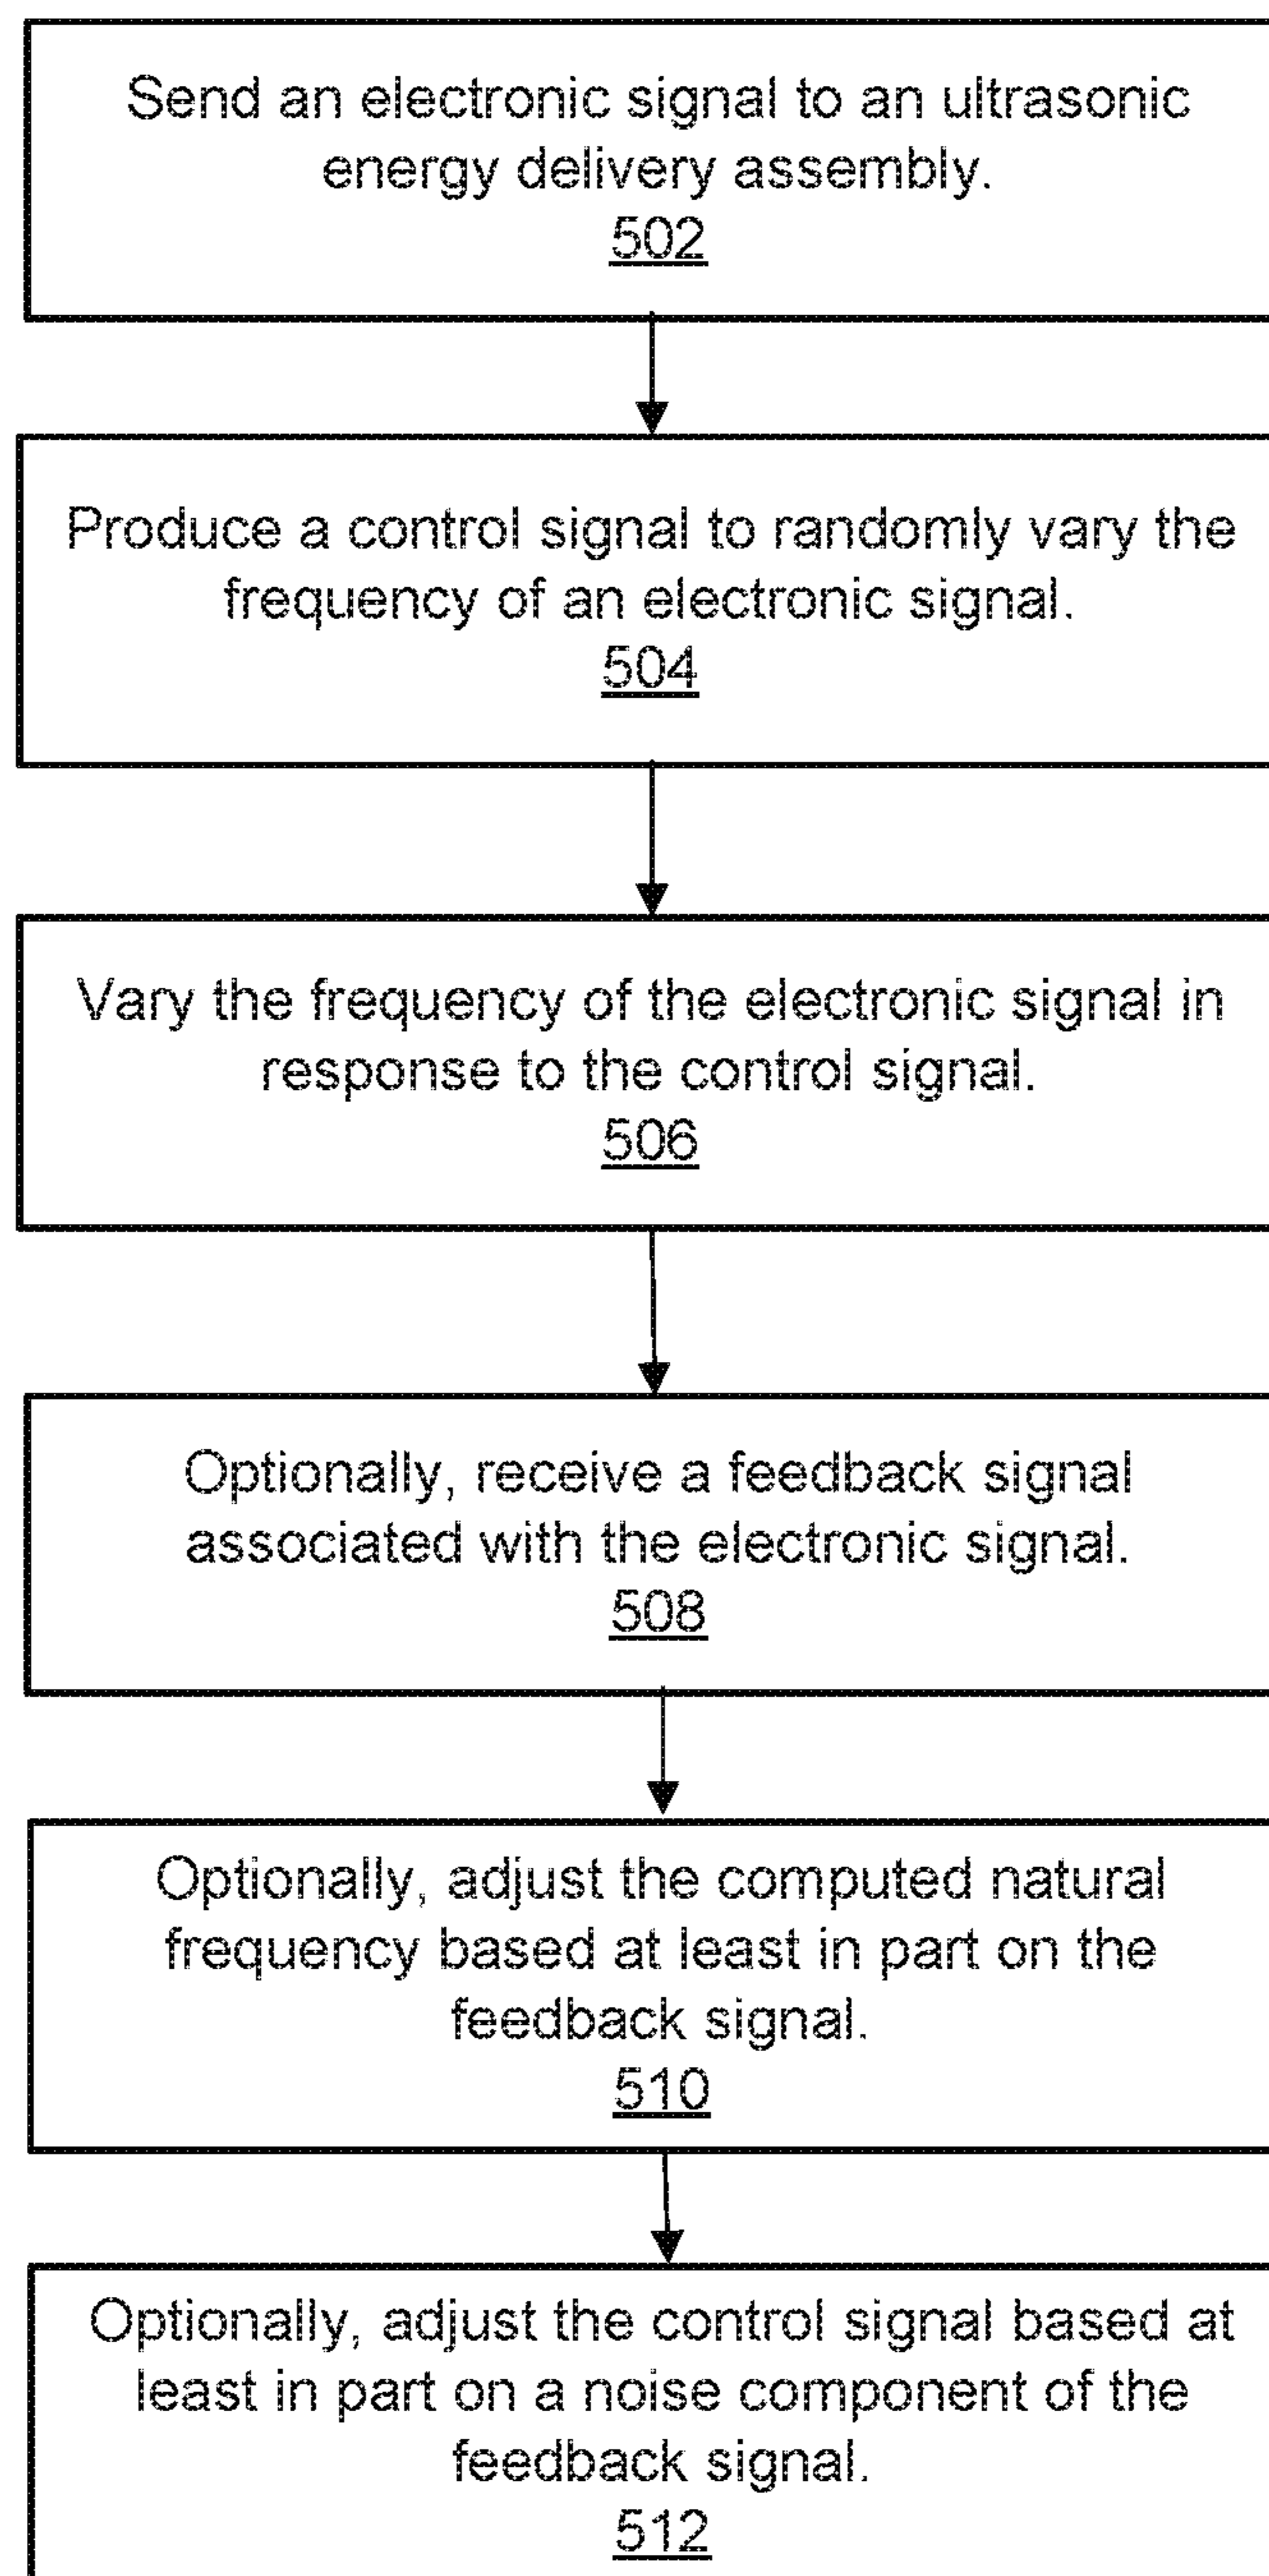 Send an electronic signal to an ultrasonic
energy delivery assembly.
502
Produce a control signal to randomly vary the
frequency of an electronic signal.
504
Vary the frequency of the electronic signal in
response to the control signal.
506
Optionally, receive a feedback signal
associated with the electronic signal.
508
Optionally, adjust the computed natural
frequency based at least in part on the
feedback signal.
510
Optionally, adjust the control signal based at
least in part on a noise component of the
feedback signal.
512